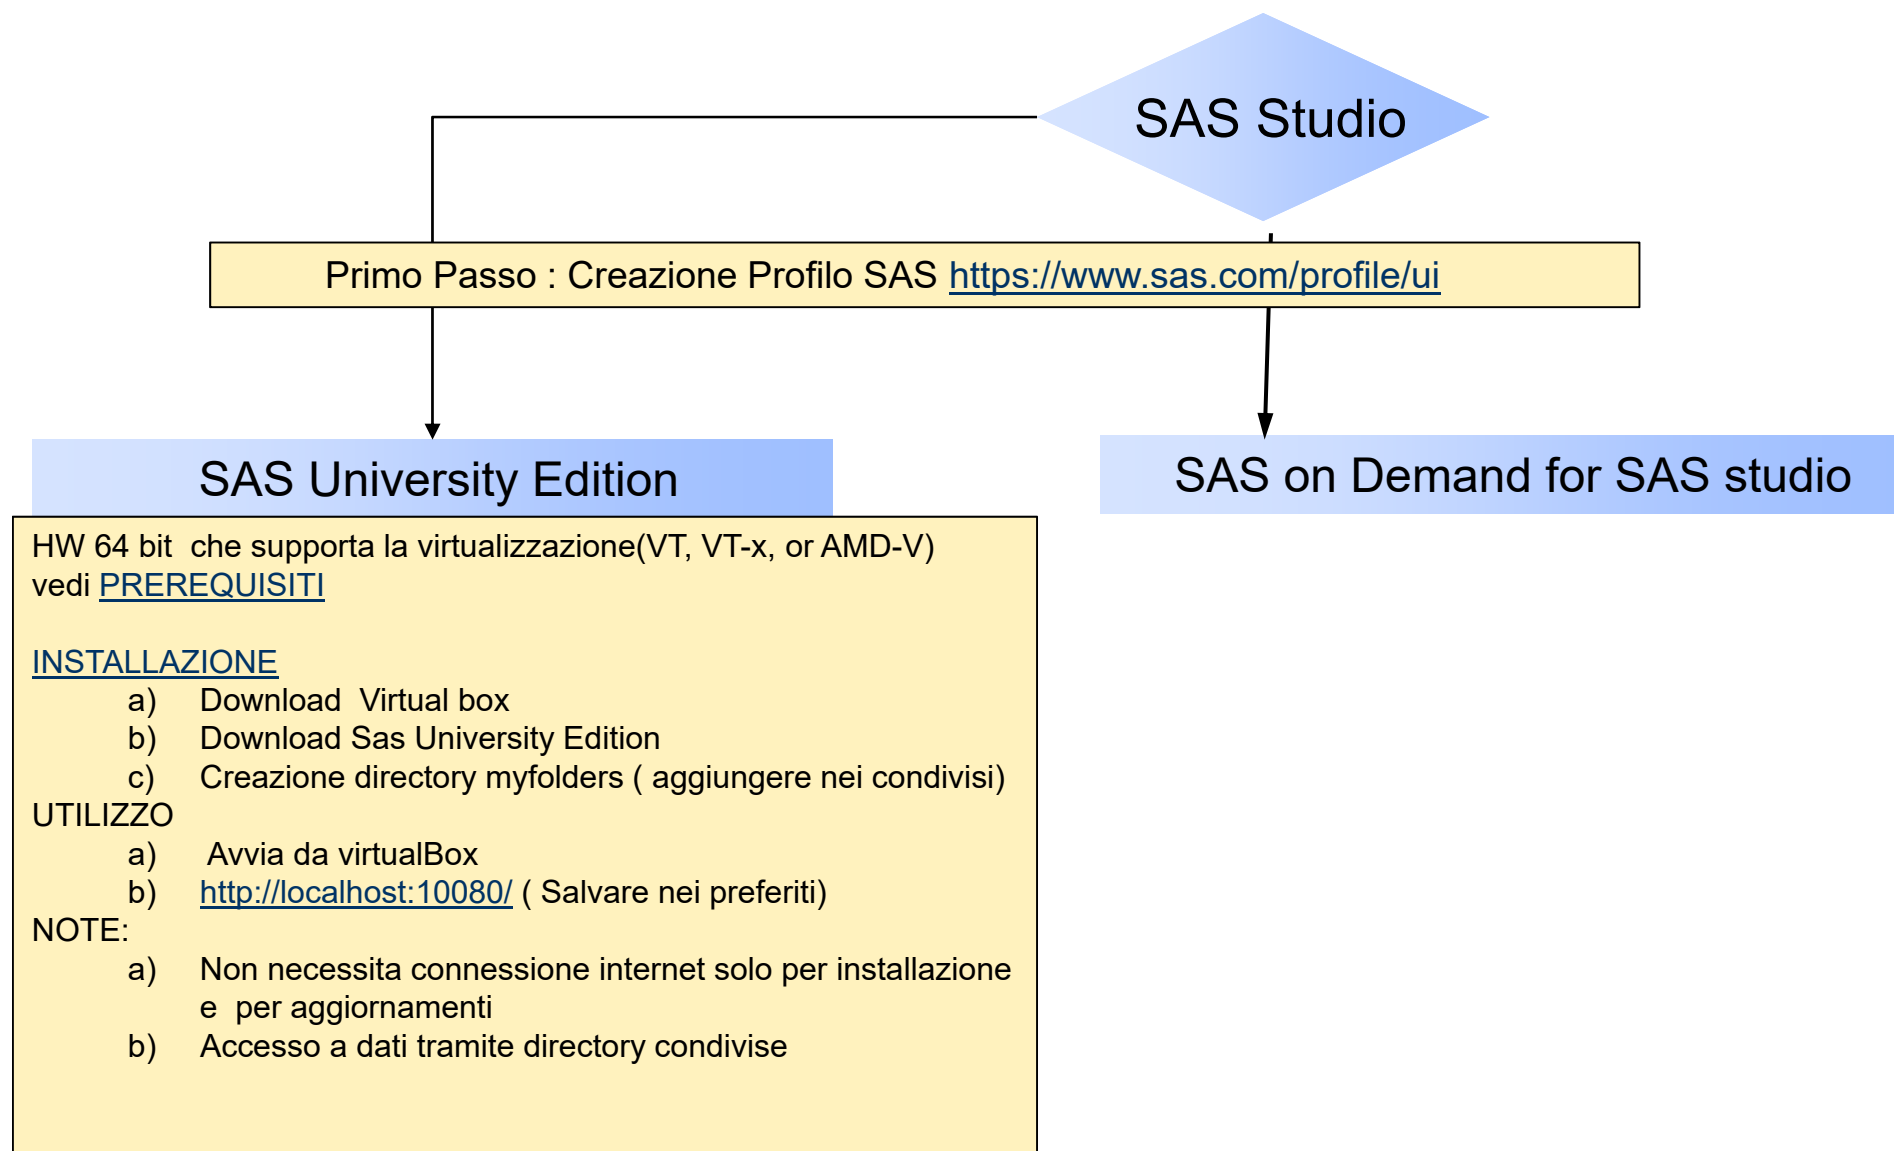 SAS Studio
Primo Passo : Creazione Profilo SAS https://www.sas.com/profile/ui
SAS University Edition
SAS on Demand for SAS studio
HW 64 bit  che supporta la virtualizzazione(VT, VT-x, or AMD-V)
vedi PREREQUISITI
INSTALLAZIONE
a) Download  Virtual box
b) Download Sas University Edition
c) Creazione directory myfolders ( aggiungere nei condivisi)
UTILIZZO
a) Avvia da virtualBox
b) http://localhost:10080/ ( Salvare nei preferiti)
NOTE:
a) Non necessita connessione internet solo per installazione
e  per aggiornamenti
b) Accesso a dati tramite directory condivise